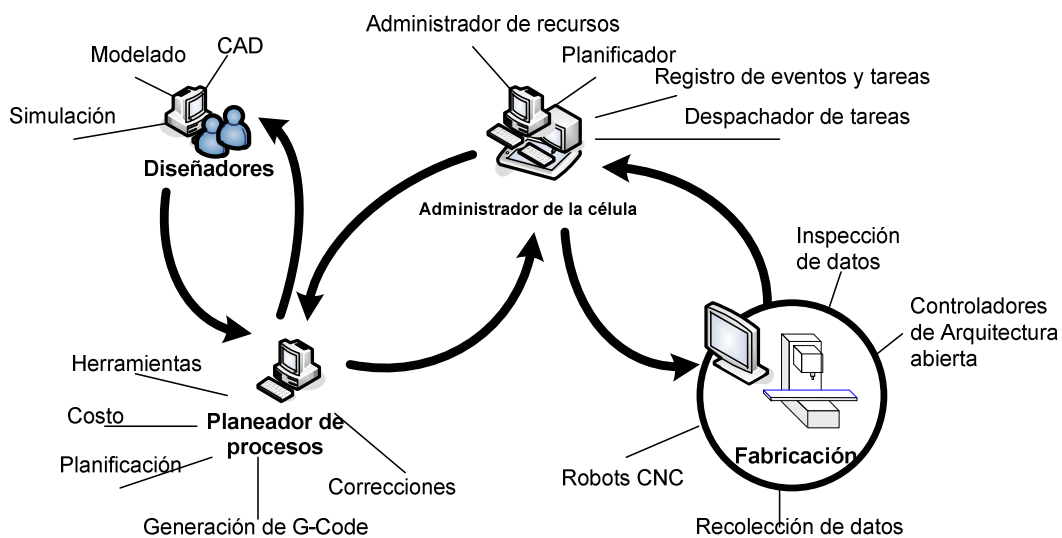 Administrador de recursos
CAD
Modelado
Planificador
Registro de eventos y tareas
Simulación
Despachador de tareas
Diseñadores
Administrador de la célula
Inspección
de datos
Controladores
de Arquitectura
abierta
Herramientas
Costo
Planeador de
procesos
Planificación
Correcciones
Generación de G-Code
Fabricación
Robots CNC
Recolección de datos